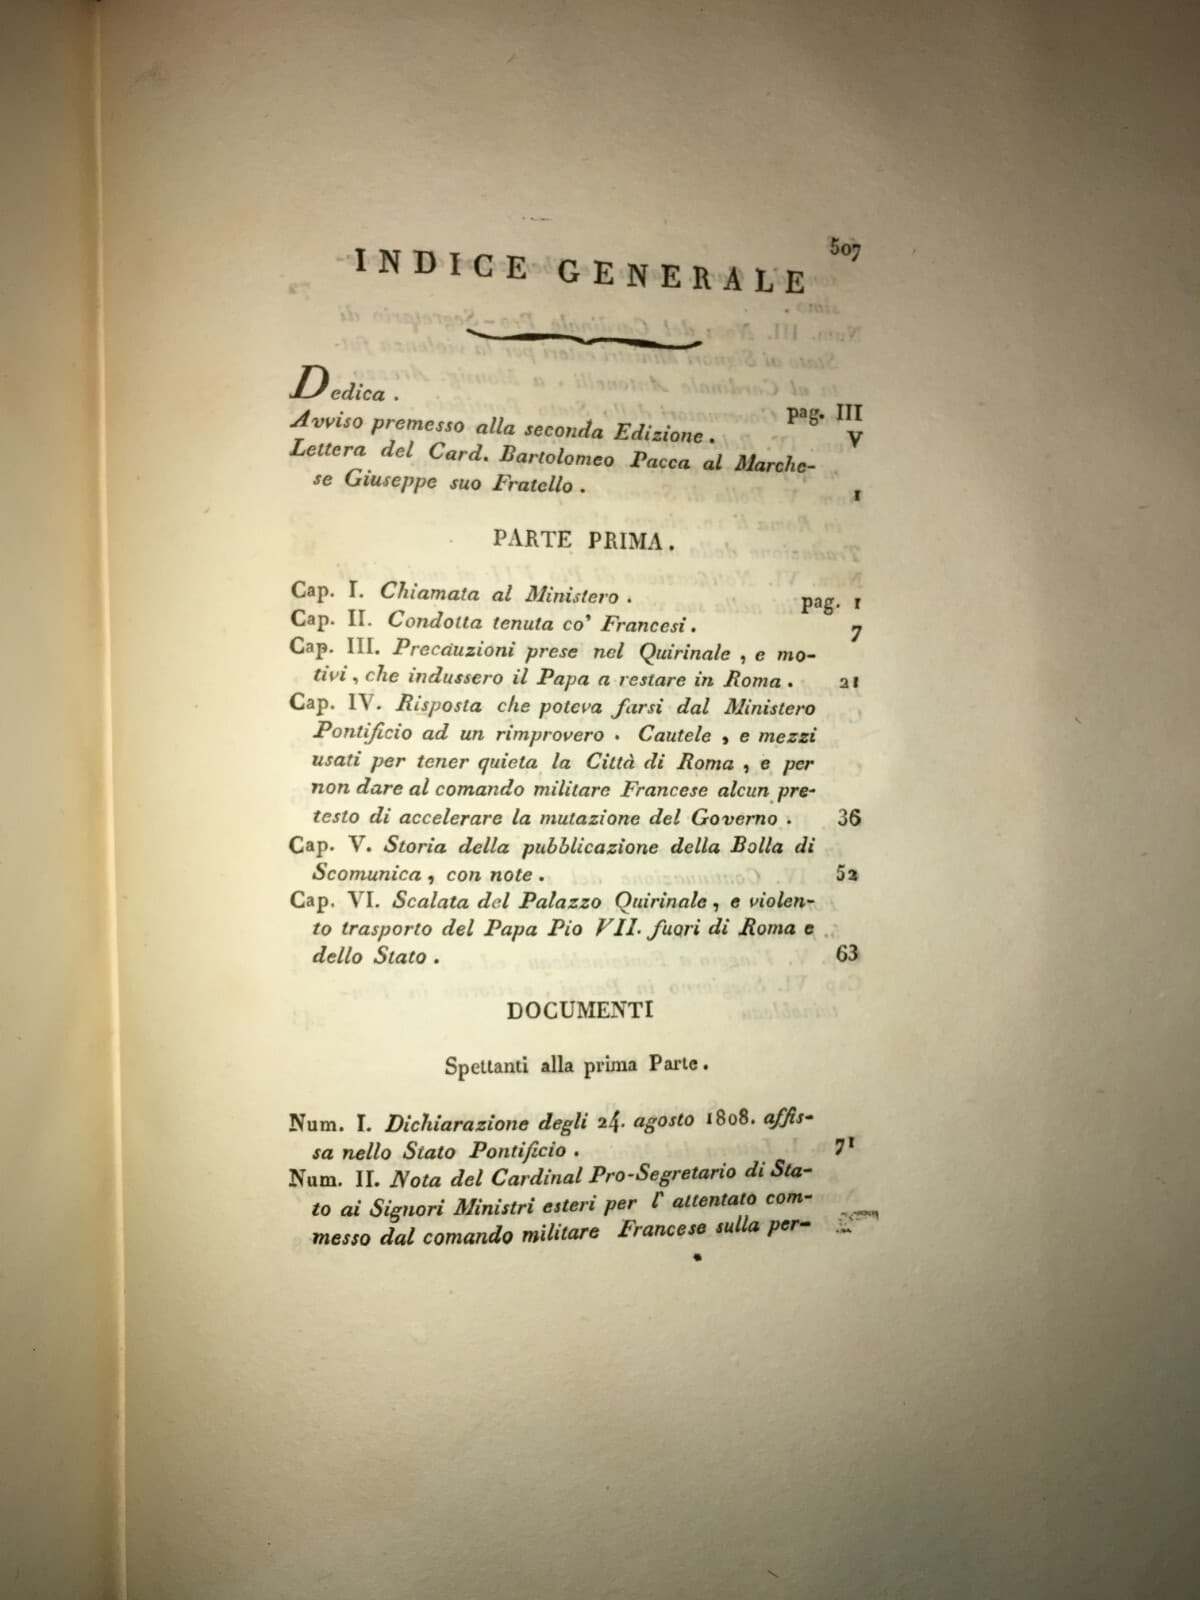 507
INDICE GENERALE
Dedica . pag. III
Avviso premesso alla seconda Edizione . V
Lettera del Card. Bartolomeo Pacca al Marche-
se Giuseppe suo Fratello . 1
PARTE PRIMA .
Cap. I. Chiamata al Ministero . pag. 1
Cap. II. Condotta tenuta co' Francesi . 7
Cap. III. Precauzioni prese nel Quirinale , e mo-
tivi , che indussero il Papa a restare in Roma . 21
Cap. IV. Risposta che poteva farsi dal Ministero
Pontificio ad un rimprovero . Cautele , e mezzi
usati per tener quieta la Città di Roma , e per
non dare al comando militare Francese alcun pre-
testo di accelerare la mutazione del Governo . 36
Cap. V. Storia della pubblicazione della Bolla di
Scomunica , con note . 52
Cap. VI. Scalata del Palazzo Quirinale , e violen-
to trasporto del Papa Pio VII. fuori di Roma e
dello Stato . 63
DOCUMENTI
Spettanti alla prima Parte .
Num. I. Dichiarazione degli 24. agosto 1808. affis-
sa nello Stato Pontificio . 71
Num. II. Nota del Cardinal Pro-Segretario di Sta-
to ai Signori Ministri esteri per l' attentato com-
messo dal comando militare Francese sulla per-